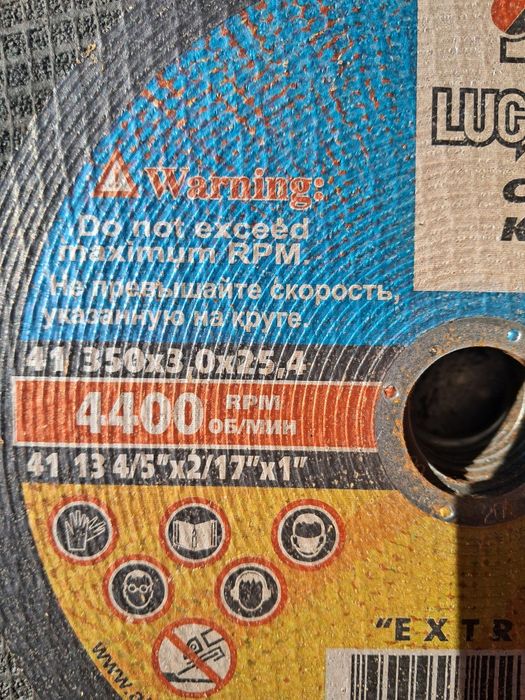 LUG
Warning:
Do not exceed
maximum RPM.
Не превышайте скорость,
указанную на круге.
41 350x3.0x25.4
4400 RPM
ОБ/МИН
41 13 4/5"x2/17"x1"
"EXTR